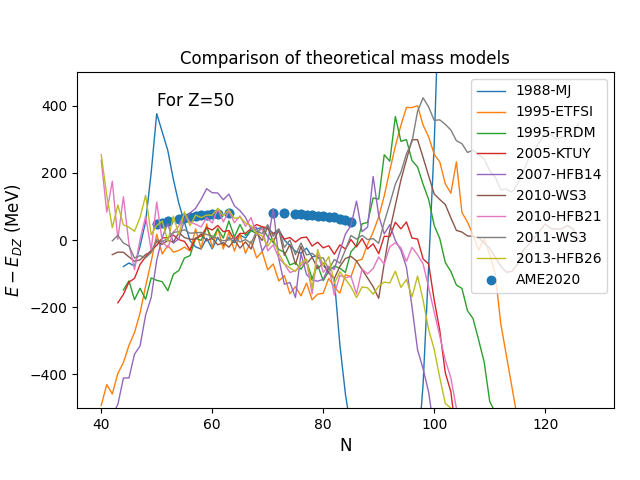 Comparison of theoretical mass models
For Z=50
1988-MJ
1995-ETFSI
1995-FRDM
2005-KTUY
2007-HFB14
2010-WS3
2010-HFB21
2011-WS3
2013-HFB26
AME2020
E − E_DZ (MeV)
400
200
0
−200
−400
40
60
80
100
120
N